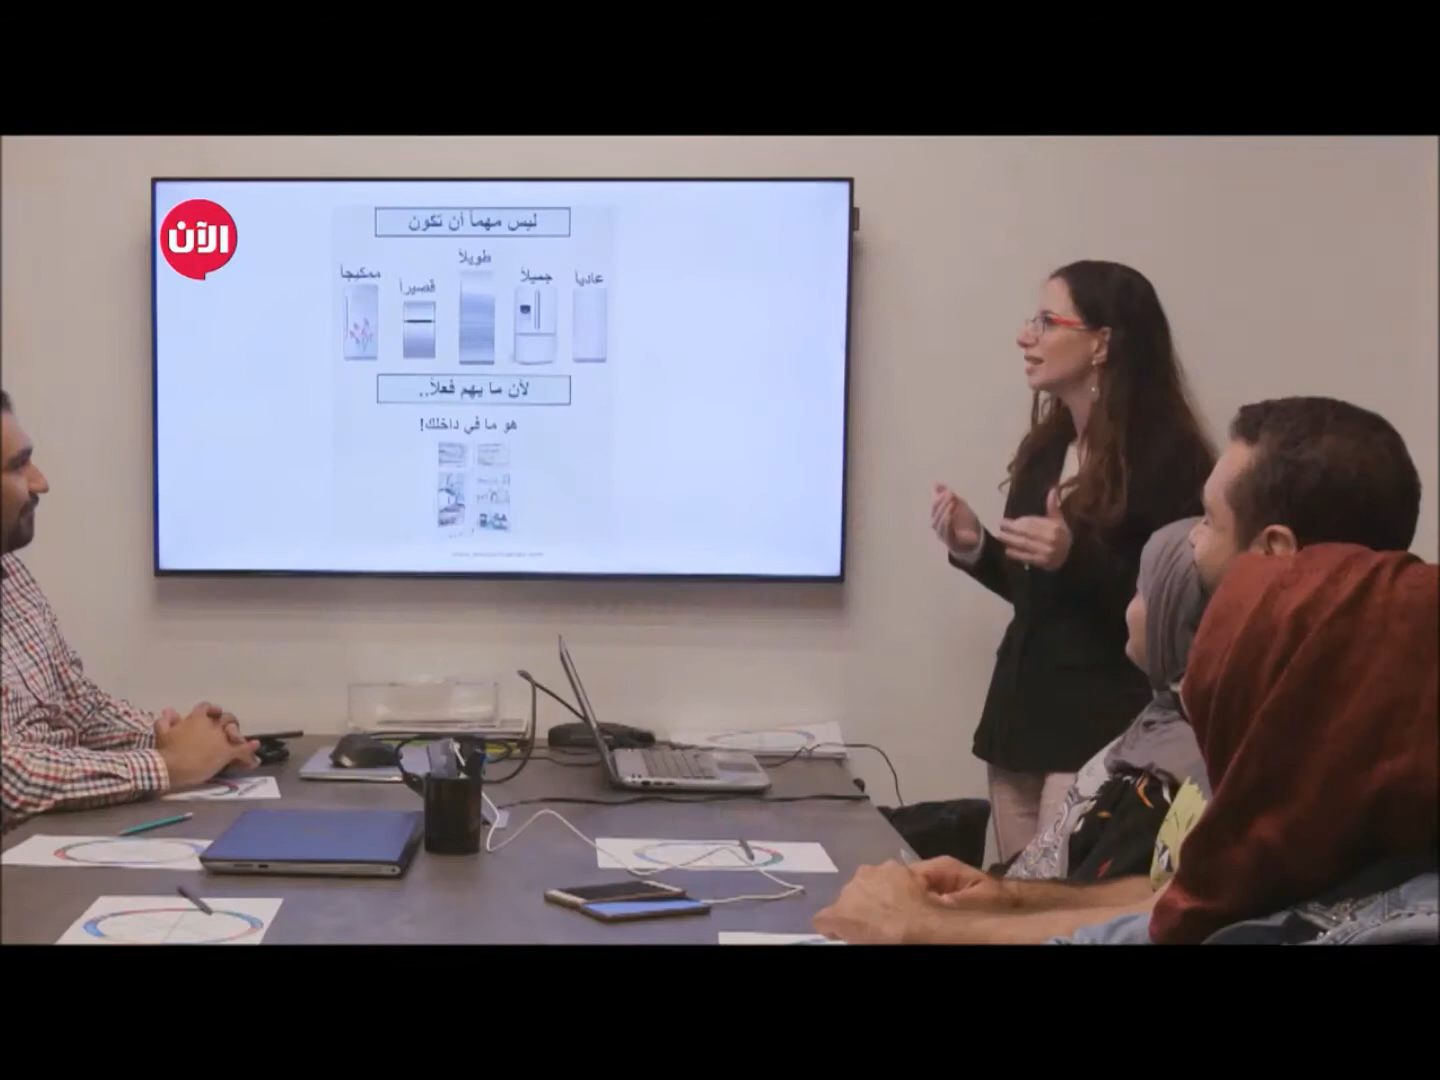 الآن
ليس مهماً أن تكون
طويلاً
عادياً
جميلاً
قصيراً
ممكيجاً
لأن ما يهم فعلاً..
هو ما في داخلك!